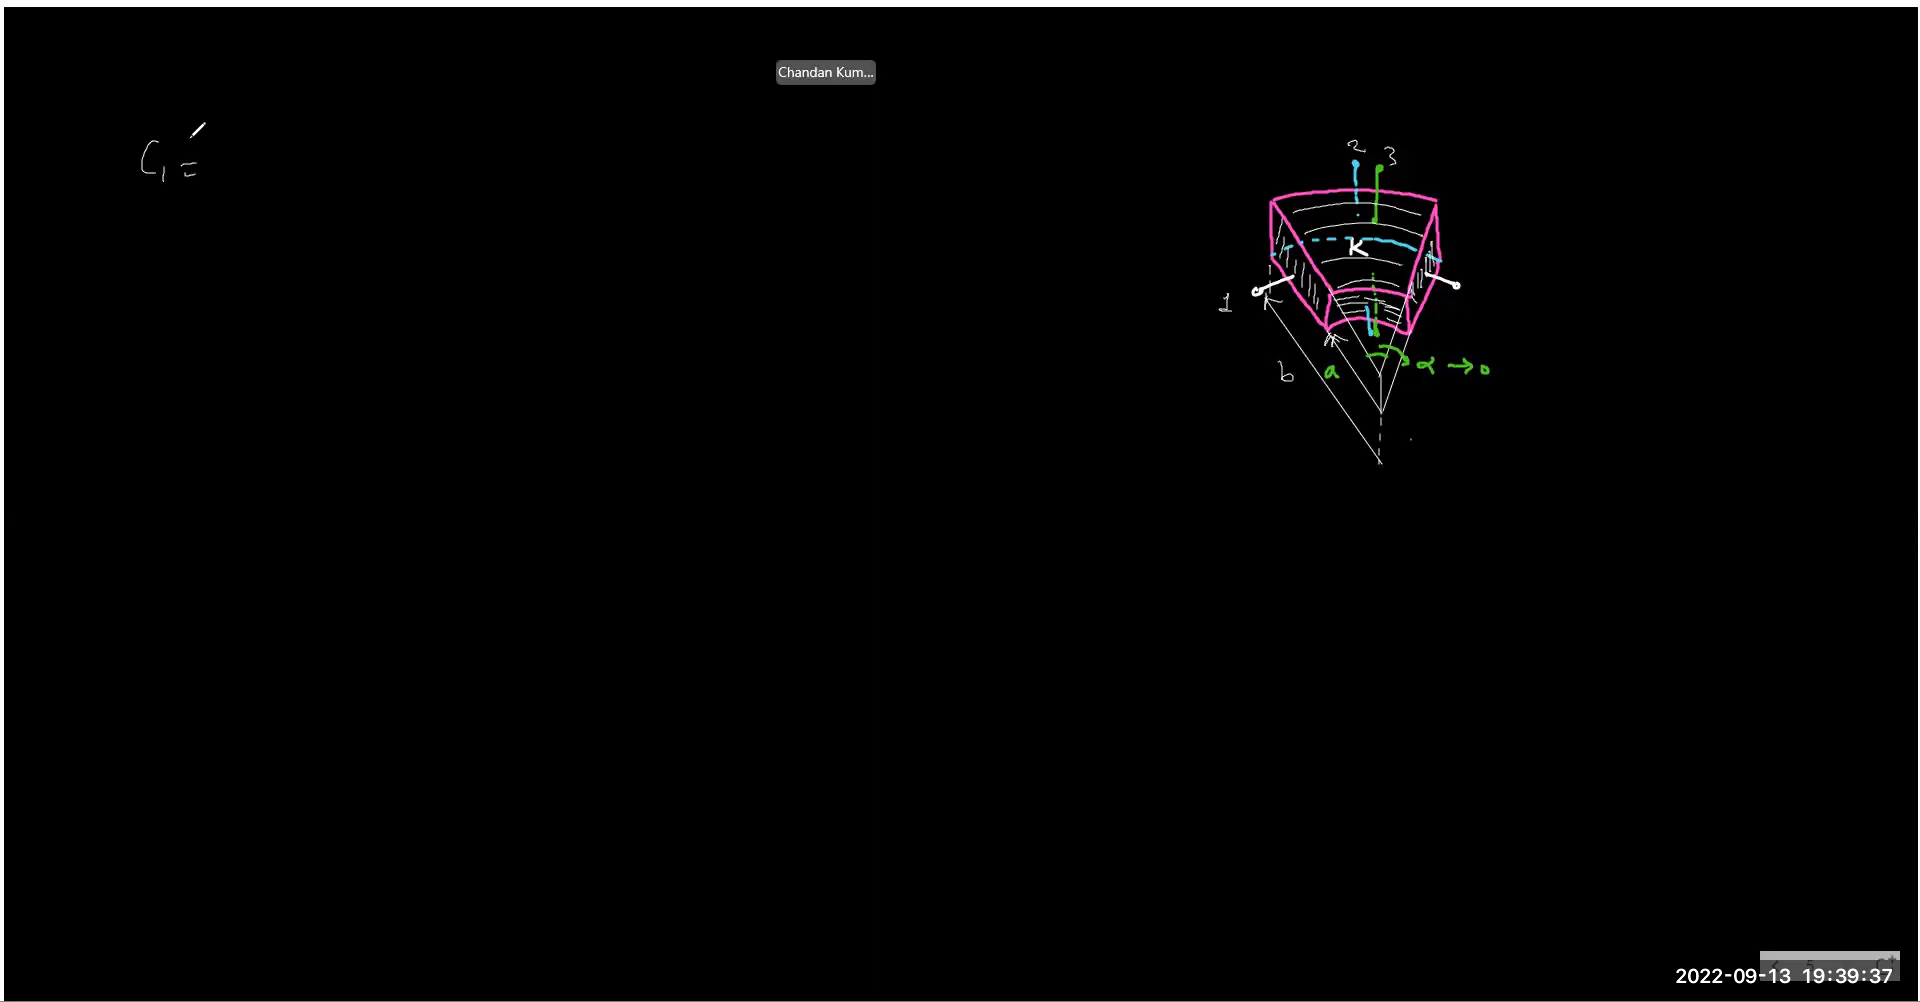 Chandan Kum...
C₁ =
2 3
K
1
b a α → 0
2022-09-13 19:39:37